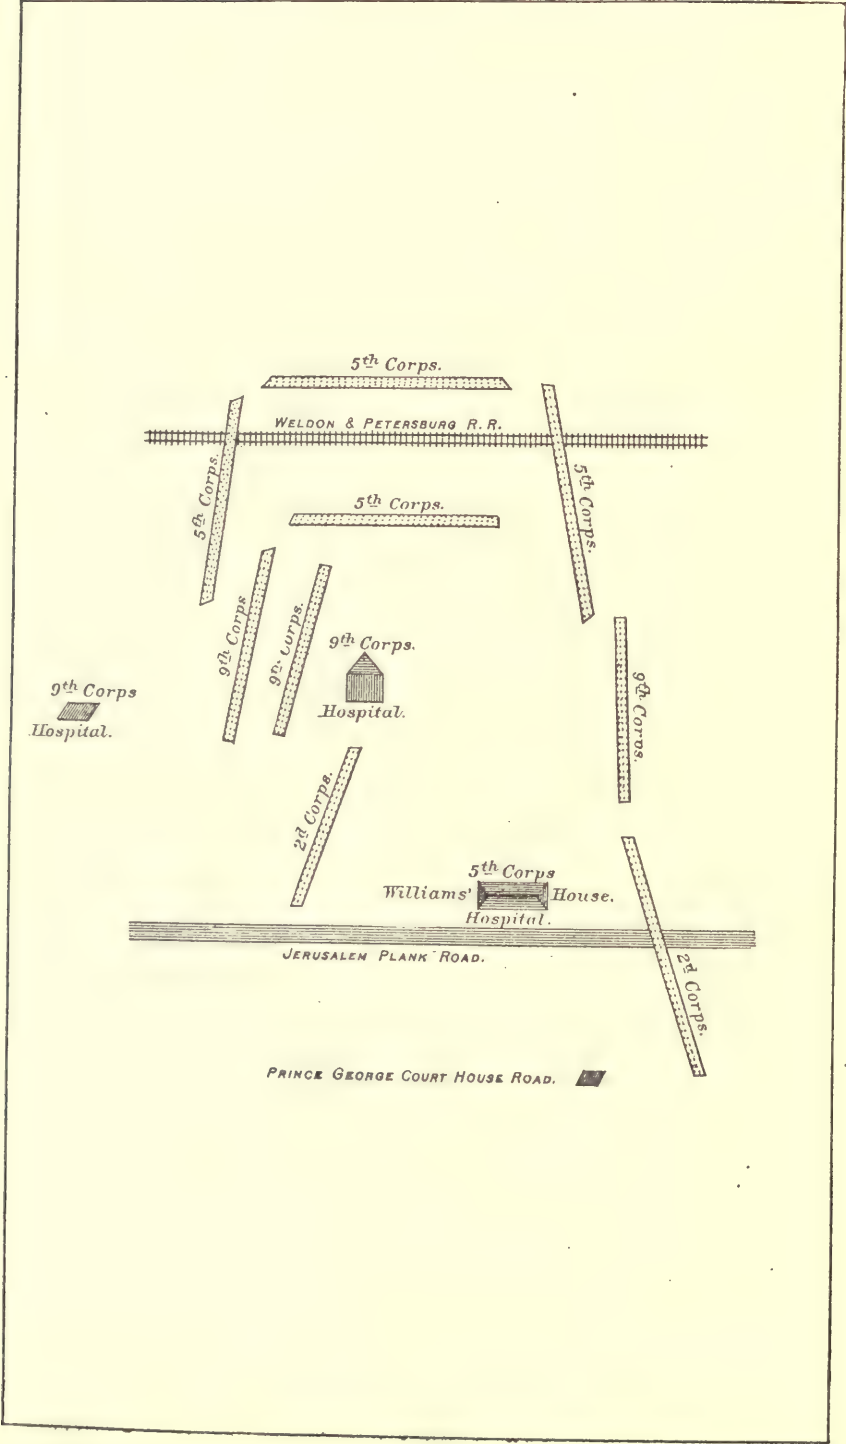 5th Corps.
WELDON & PETERSBURG R.R.
5th Corps.
5th Corps.
5th Corps.
9th Corps
9th Corps.
9th Corps.
Hospital.
9th Corps
Hospital.
9th Corps.
2d Corps.
5th Corps
Williams' House.
Hospital.
JERUSALEM PLANK ROAD.
2d Corps.
PRINCE GEORGE COURT HOUSE ROAD.